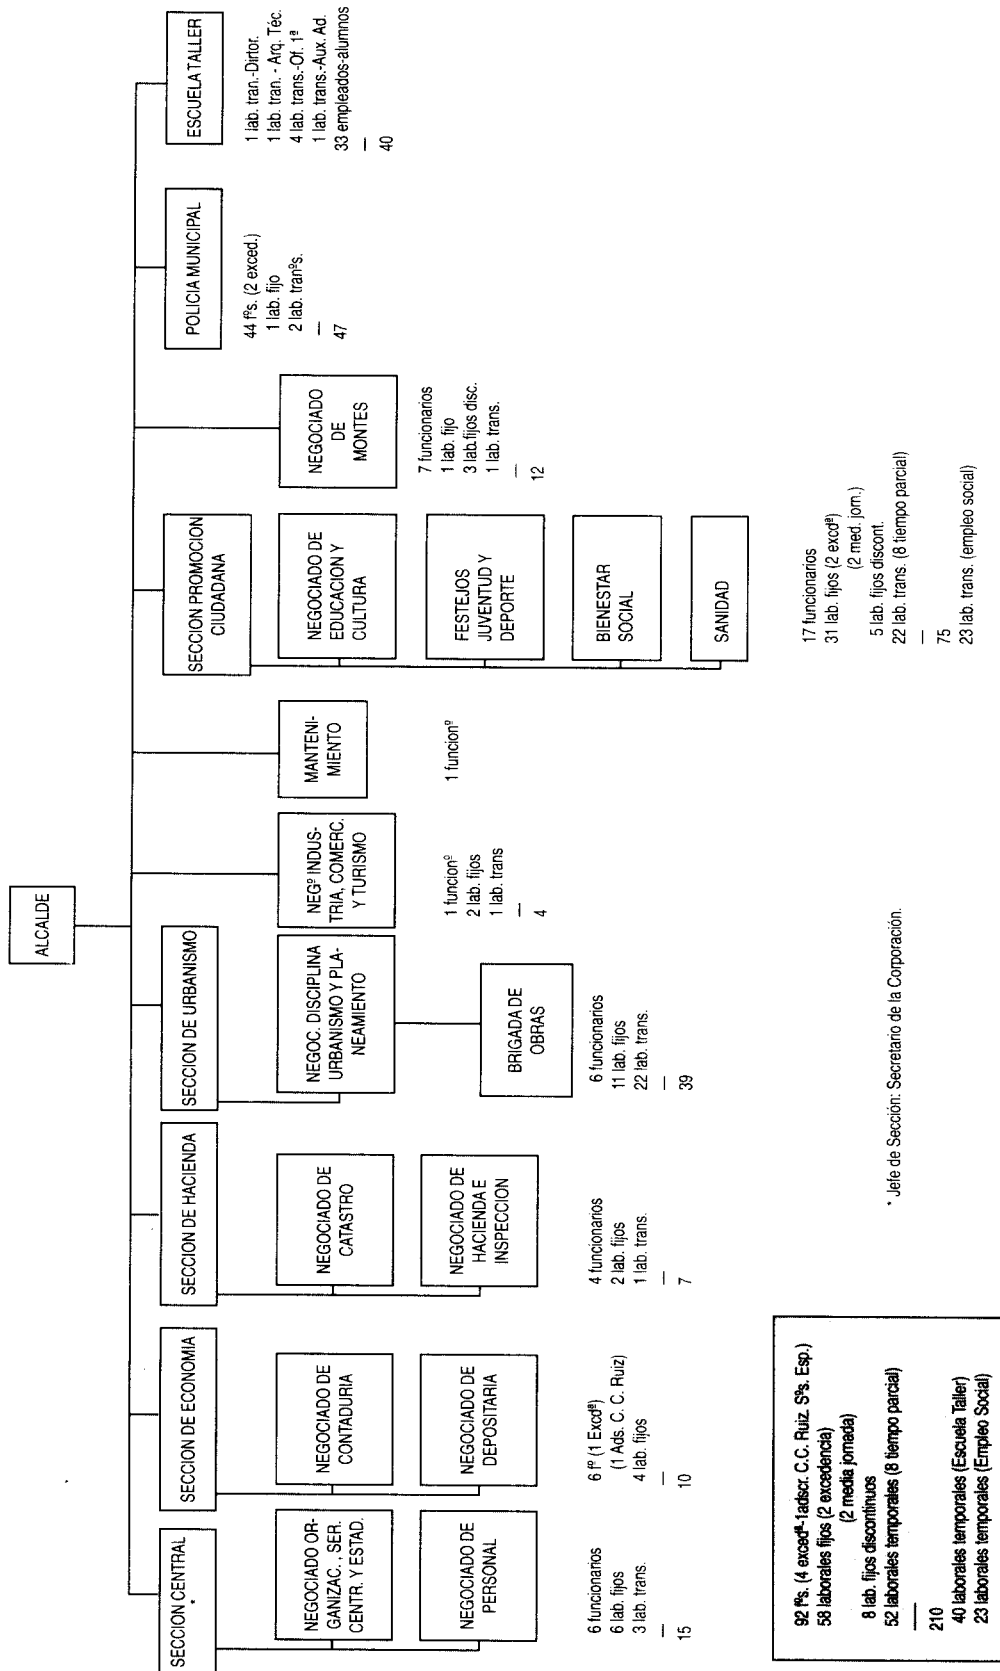 ALCALDE
SECCION CENTRAL
*
NEGOCIADO OR-
GANIZAC., SER.
CENTR. Y ESTAD.
NEGOCIADO DE
PERSONAL
6 funcionarios
6 lab. fijos
3 lab. trans.
—
15
SECCION DE ECONOMIA
NEGOCIADO DE
CONTADURIA
NEGOCIADO DE
DEPOSITARIA
6 fº (1 Excdª)
(1 Ads. C. C. Ruiz)
4 lab. fijos
—
10
SECCION DE HACIENDA
NEGOCIADO DE
CATASTRO
NEGOCIADO DE
HACIENDA E
INSPECCION
4 funcionarios
2 lab. fijos
1 lab. trans.
—
7
SECCION DE URBANISMO
NEGOC. DISCIPLINA
URBANISMO Y PLA-
NEAMIENTO
BRIGADA DE
OBRAS
6 funcionarios
11 lab. fijos
22 lab. trans.
—
39
NEGº INDUS-
TRIA, COMERC.
Y TURISMO
1 funcionº
2 lab. fijos
1 lab. trans
—
4
MANTENI-
MIENTO
1 funcionº
SECCION PROMOCION
CIUDADANA
NEGOCIADO DE
EDUCACION Y
CULTURA
FESTEJOS
JUVENTUD Y
DEPORTE
BIENESTAR
SOCIAL
SANIDAD
17 funcionarios
31 lab. fijos (2 excdª)
(2 med. jorn.)
5 lab. fijos discont.
22 lab. trans. (8 tiempo parcial)
—
75
23 lab. trans. (empleo social)
NEGOCIADO
DE
MONTES
7 funcionarios
1 lab. fijo
3 lab.fijos disc.
1 lab. trans.
—
12
POLICIA MUNICIPAL
44 fºs. (2 exced.)
1 lab. fijo
2 lab. tranºs.
—
47
ESCUELA TALLER
1 lab. tran.-Dirtor.
1 lab. tran. - Arq. Téc.
4 lab. trans.-Of. 1ª
1 lab. trans.-Aux. Ad.
33 empleados-alumnos
—
40
92 fºs. (4 excedª-1adscr. C.C. Ruiz. Sºs. Esp.)
58 laborales fijos (2 excedencia)
(2 media jornada)
8 lab. fijos discontinuos
52 laborales temporales (8 tiempo parcial)
—
210
40 laborales temporales (Escuela Taller)
23 laborales temporales (Empleo Social)
* Jefe de Sección: Secretario de la Corporación.